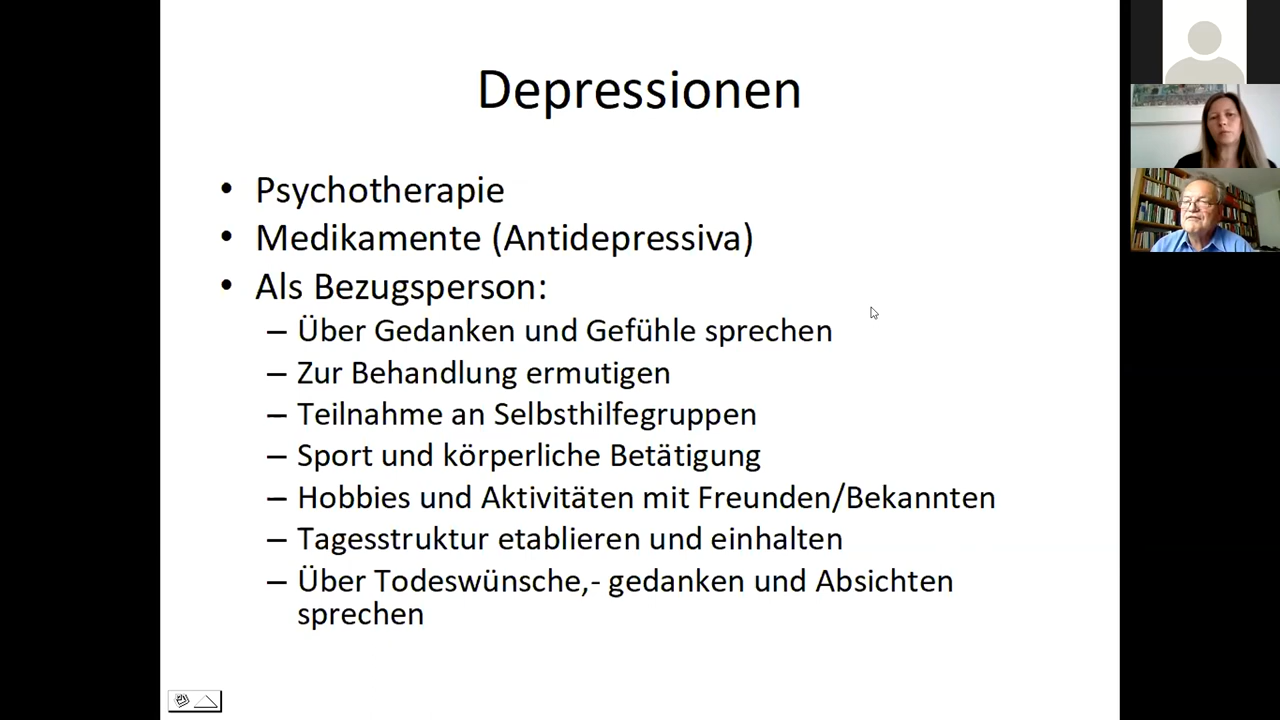 Depressionen
• Psychotherapie
• Medikamente (Antidepressiva)
• Als Bezugsperson:
– Über Gedanken und Gefühle sprechen
– Zur Behandlung ermutigen
– Teilnahme an Selbsthilfegruppen
– Sport und körperliche Betätigung
– Hobbies und Aktivitäten mit Freunden/Bekannten
– Tagesstruktur etablieren und einhalten
– Über Todeswünsche,- gedanken und Absichten
sprechen